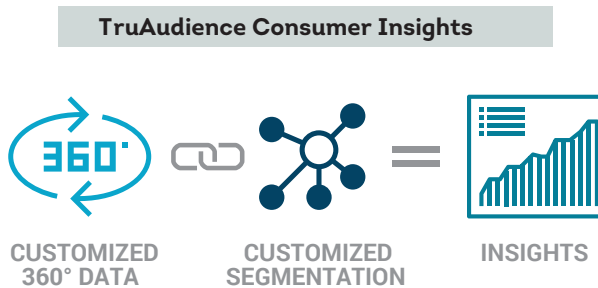 TruAudience Consumer Insights
360°
CUSTOMIZED
360° DATA
CUSTOMIZED
SEGMENTATION
INSIGHTS